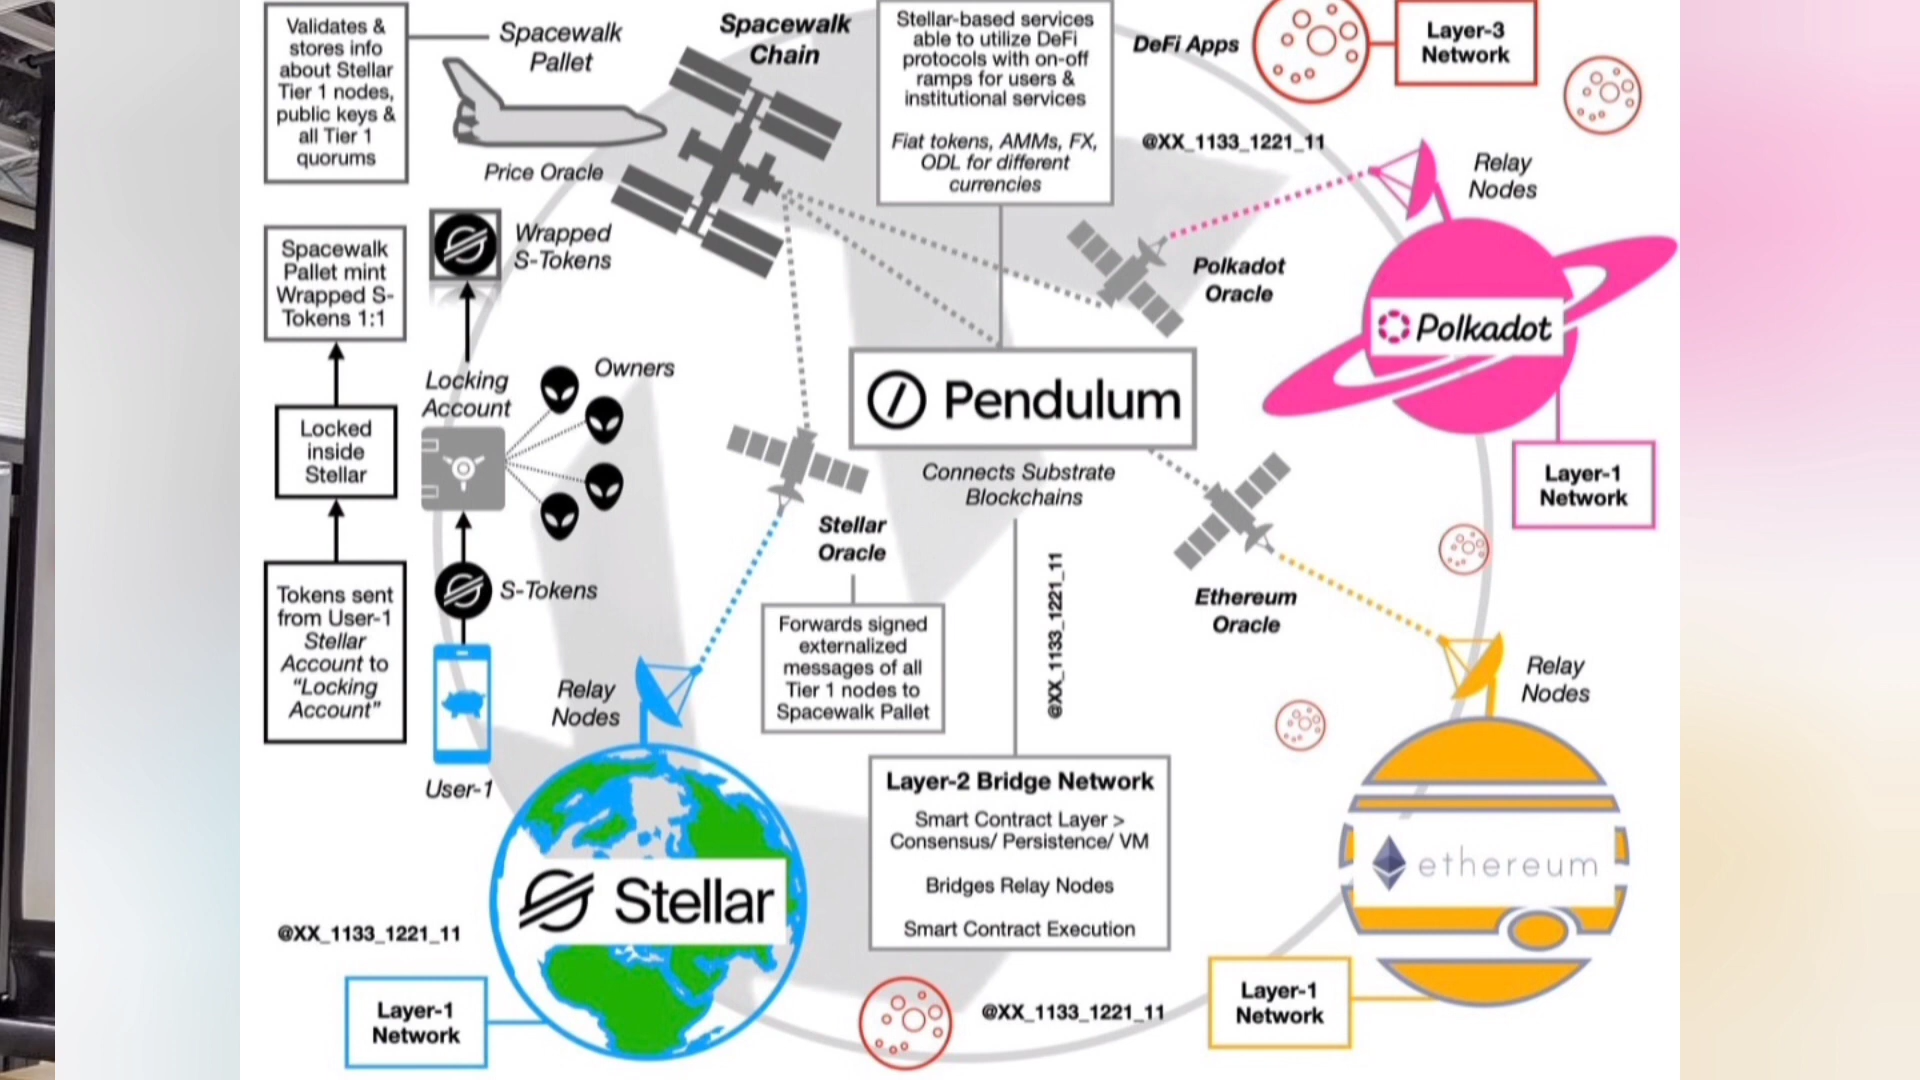 Validates &
stores info
about Stellar
Tier 1 nodes,
public keys &
all Tier 1
quorums
Spacewalk
Pallet
Price Oracle
Spacewalk
Chain
Stellar-based services
able to utilize DeFi
protocols with on-off
ramps for users &
institutional services
Fiat tokens, AMMs, FX,
ODL for different
currencies
DeFi Apps
Layer-3
Network
@XX_1133_1221_11
Relay
Nodes
Polkadot
Oracle
Polkadot
Layer-1
Network
Spacewalk
Pallet mint
Wrapped S-
Tokens 1:1
Wrapped
S-Tokens
Locking
Account
Owners
Locked
inside
Stellar
Pendulum
Connects Substrate
Blockchains
Stellar
Oracle
Forwards signed
externalized
messages of all
Tier 1 nodes to
Spacewalk Pallet
@XX_1133_1221_11
Ethereum
Oracle
Relay
Nodes
Tokens sent
from User-1
Stellar
Account to
“Locking
Account”
S-Tokens
User-1
Relay
Nodes
Layer-2 Bridge Network
Smart Contract Layer >
Consensus/ Persistence/ VM
Bridges Relay Nodes
Smart Contract Execution
Stellar
ethereum
@XX_1133_1221_11
Layer-1
Network
@XX_1133_1221_11
Layer-1
Network